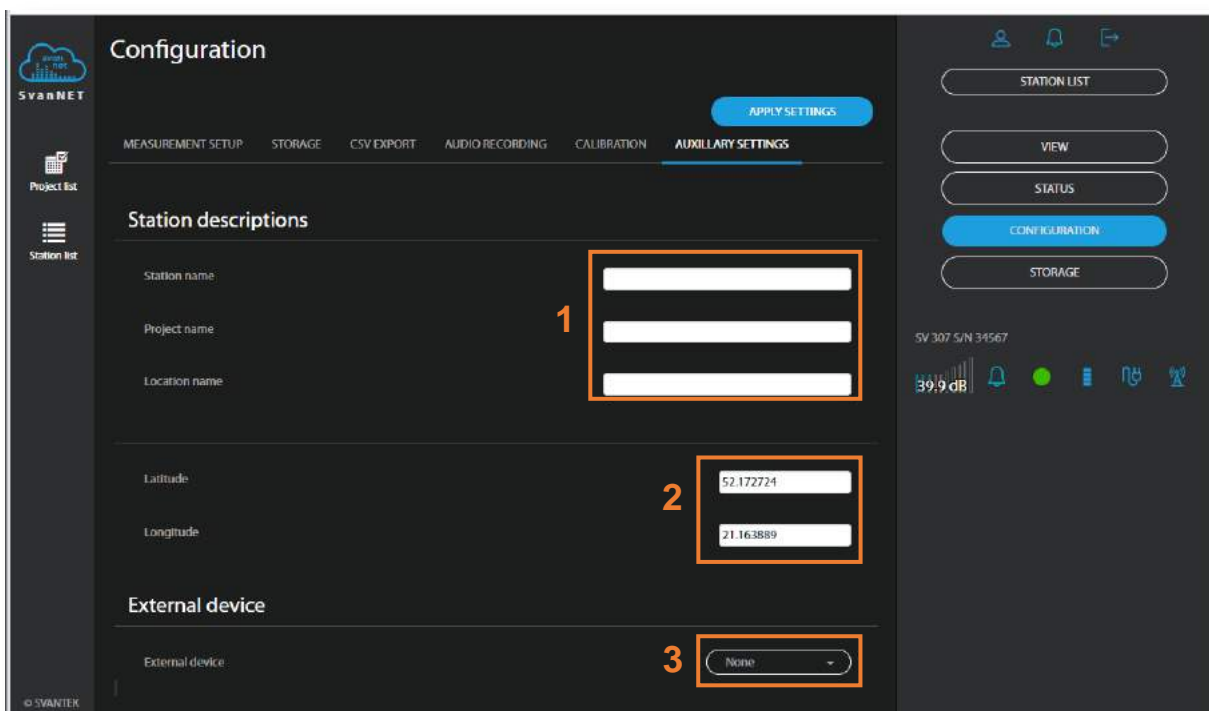 svan
net
SvanNET
Project list
Station list
© SVANTEK
Configuration
APPLY SETTINGS
MEASUREMENT SETUP STORAGE CSV EXPORT AUDIO RECORDING CALIBRATION AUXILLARY SETTINGS
Station descriptions
Station name
Project name
Location name
1
Latitude
52.172724
Longitude
21.163889
2
External device
External device
3
None
STATION LIST
VIEW
STATUS
CONFIGURATION
STORAGE
SV 307 S/N 34567
39.9 dB